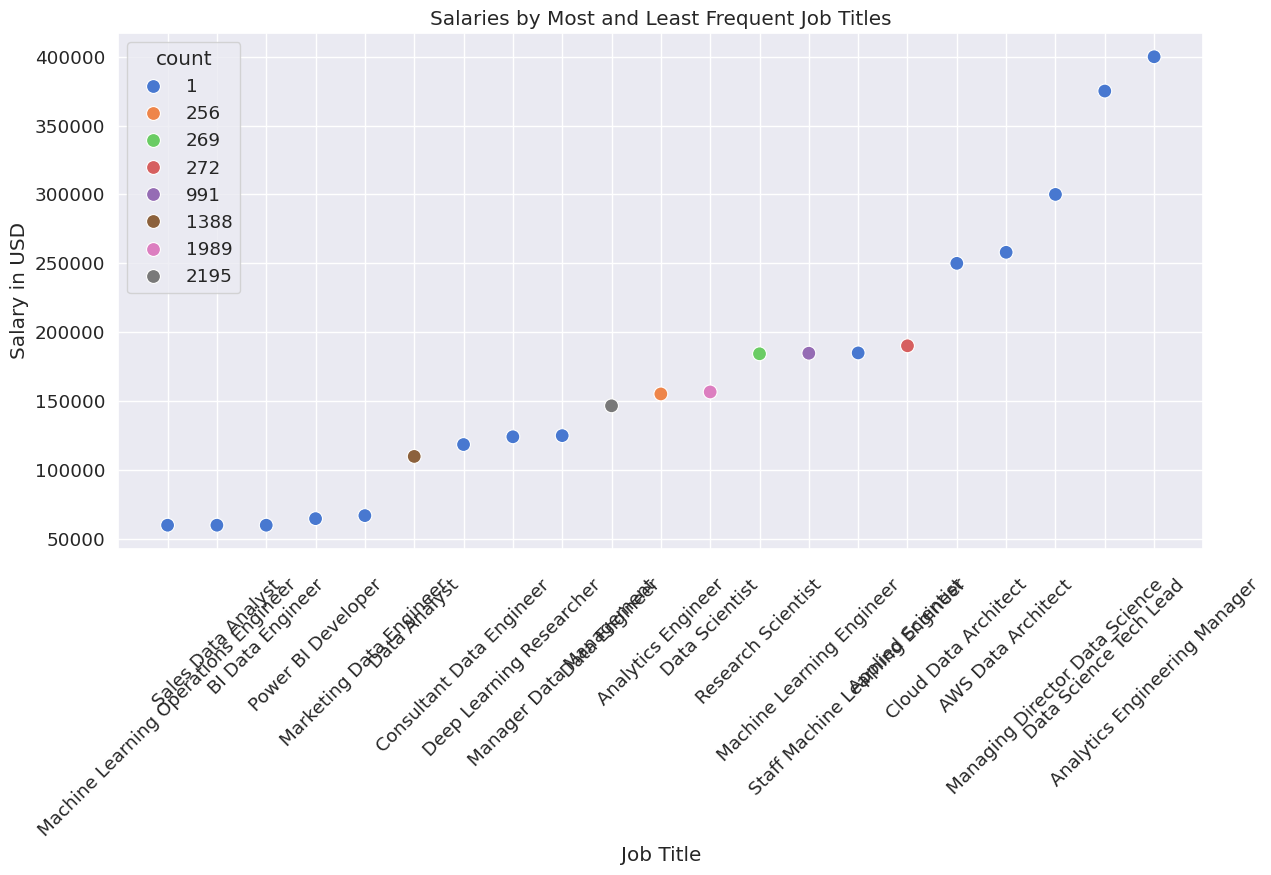 Salaries by Most and Least Frequent Job Titles
count
1
256
269
272
991
1388
1989
2195
400000
350000
300000
250000
200000
150000
100000
50000
Salary in USD
Machine Learning Operations Engineer
Sales Data Analyst
BI Data Engineer
Power BI Developer
Marketing Data Engineer
Data Analyst
Consultant Data Engineer
Deep Learning Researcher
Manager Data Management
Data Engineer
Analytics Engineer
Data Scientist
Research Scientist
Machine Learning Engineer
Staff Machine Learning Engineer
Applied Scientist
Cloud Data Architect
AWS Data Architect
Managing Director Data Science
Data Science Tech Lead
Analytics Engineering Manager
Job Title